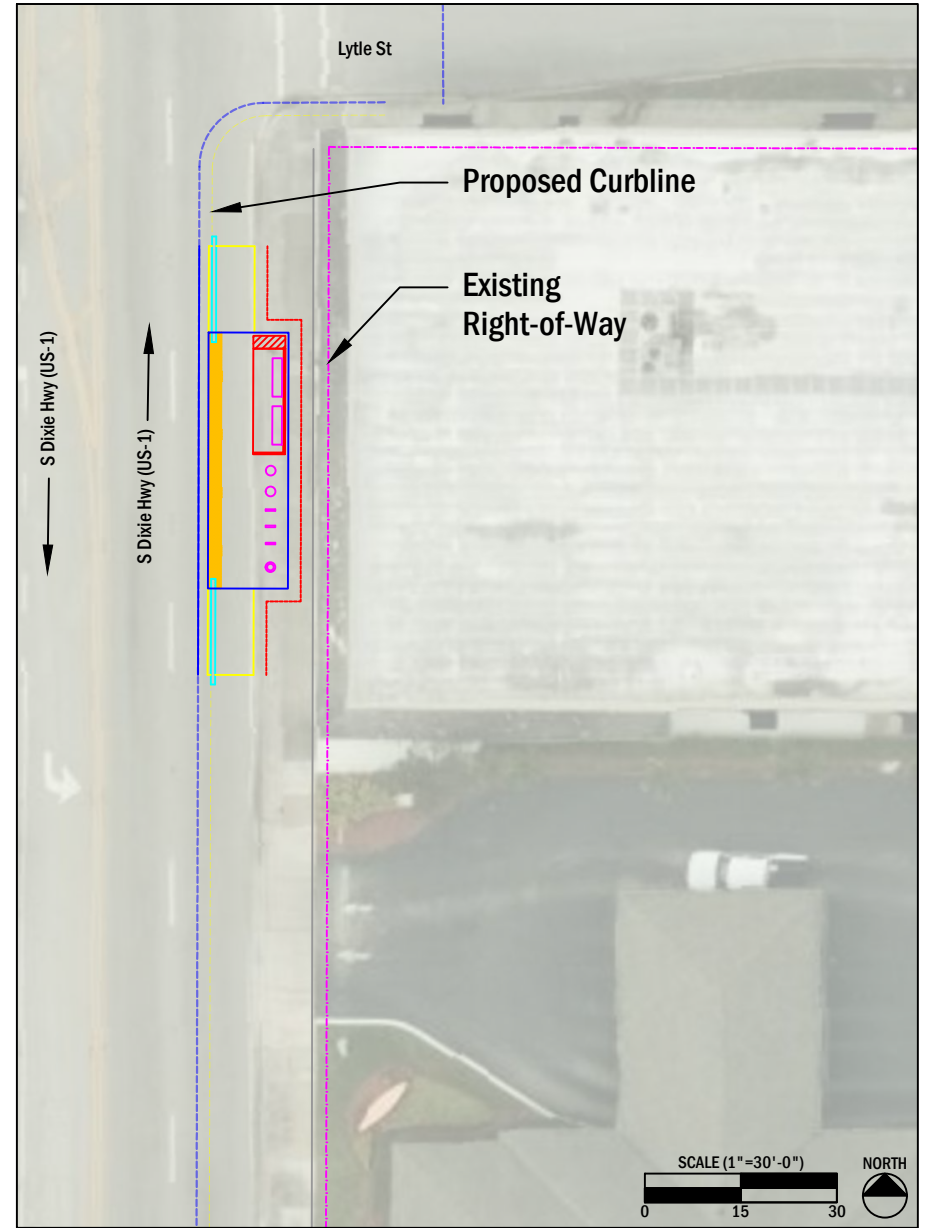 Lytle St
Proposed Curbline
Existing
Right-of-Way
S Dixie Hwy (US-1)
S Dixie Hwy (US-1)
SCALE (1"=30'-0")
NORTH
0 15 30